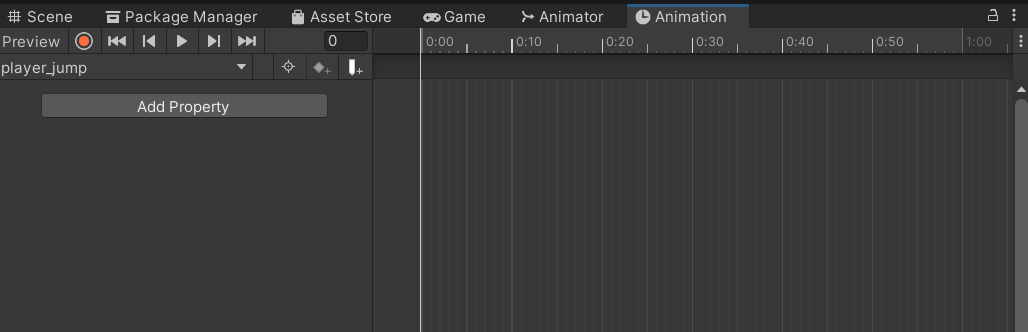 Scene Package Manager Asset Store Game Animator Animation
Preview 0 0:00 0:10 0:20 0:30 0:40 0:50 1:00
player_jump
Add Property